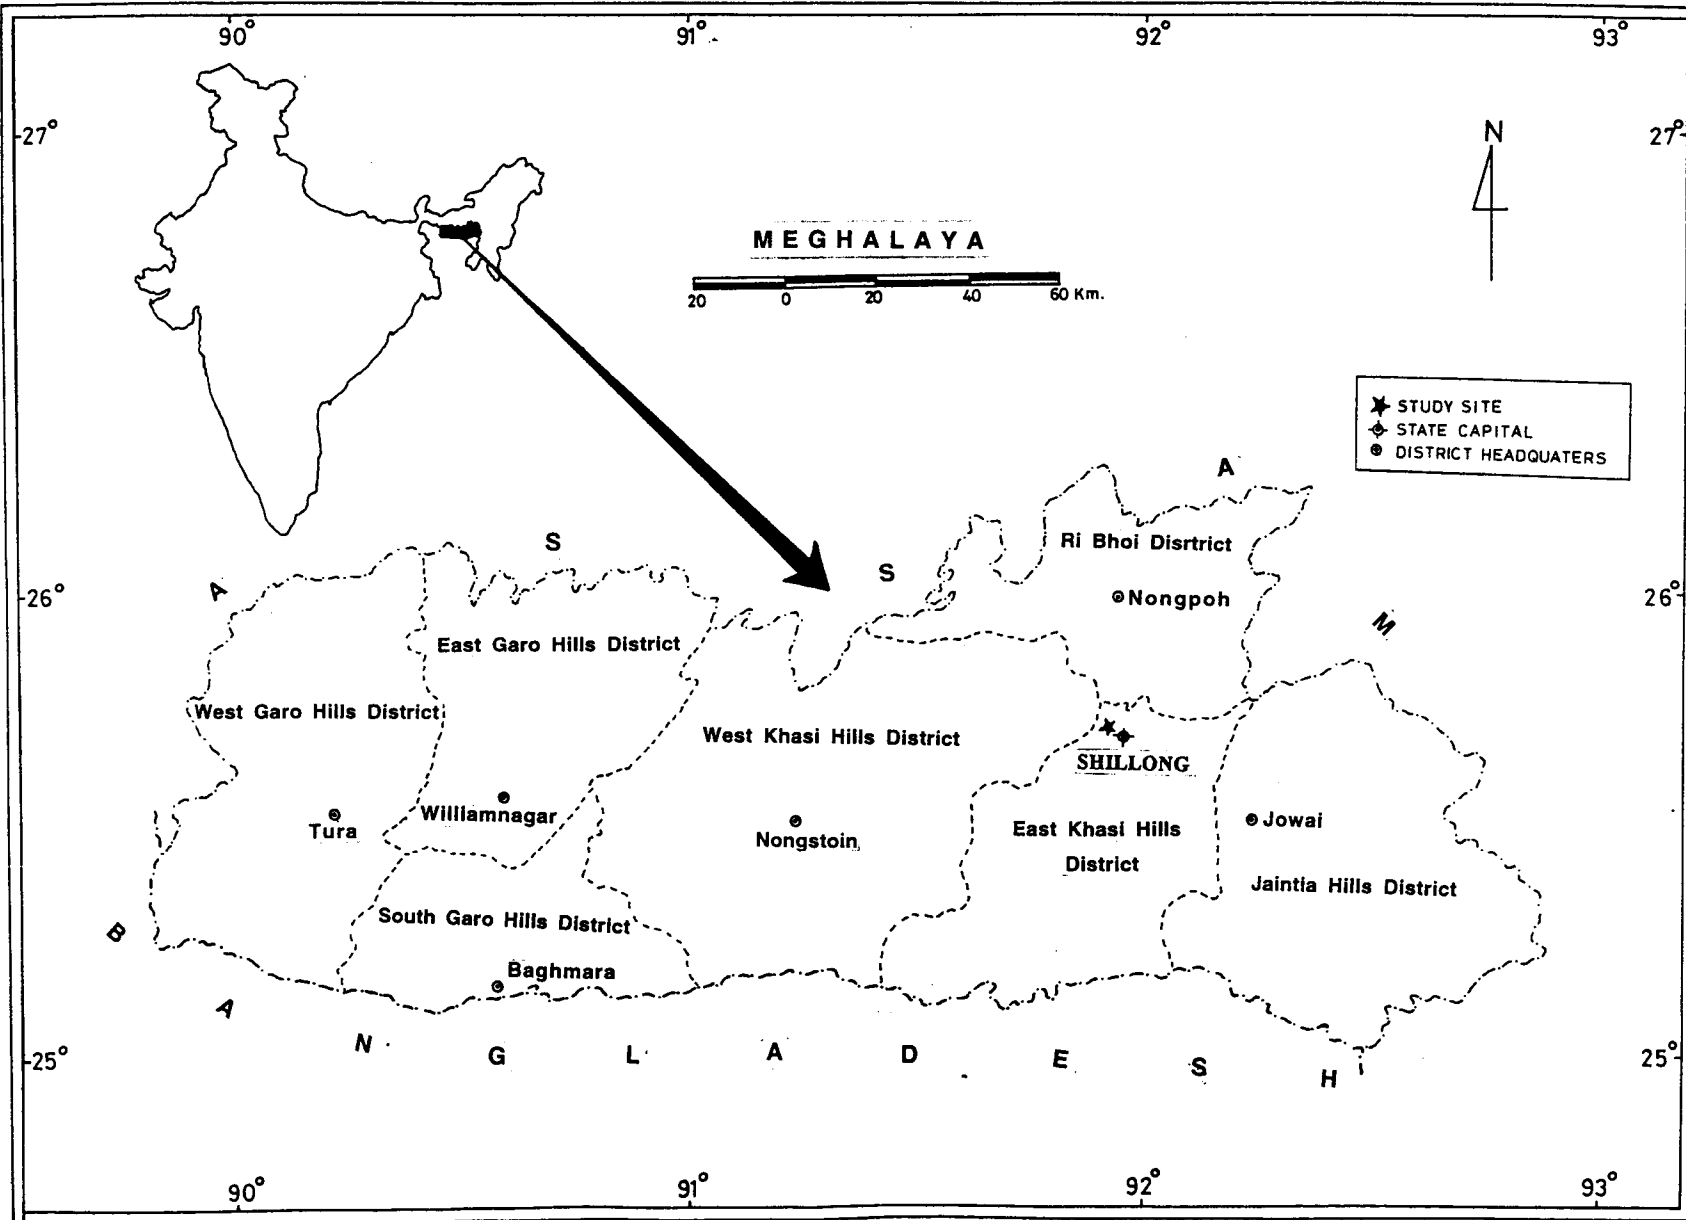 90° 91° 92° 93°
27° 27°
N
MEGHALAYA
20 0 20 40 60 Km.
STUDY SITE
STATE CAPITAL
DISTRICT HEADQUATERS
A S S A M
Ri Bhoi Disrtrict
26° 26°
Nongpoh
East Garo Hills District
West Garo Hills District
West Khasi Hills District
SHILLONG
Williamnagar
Tura
Nongstoin
East Khasi Hills
District
Jowai
Jaintia Hills District
South Garo Hills District
Baghmara
B A N G L A D E S H
25° 25°
90° 91° 92° 93°